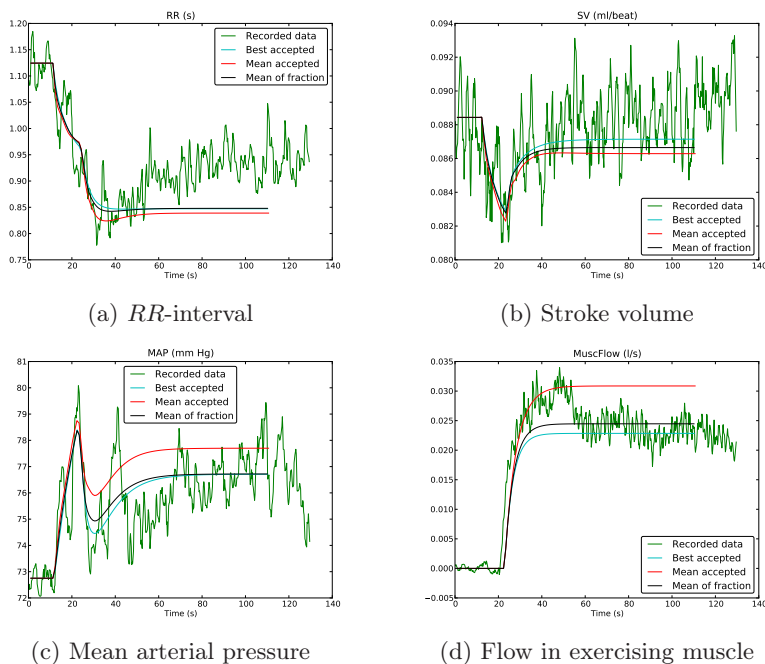 RR (s)
1.20
1.15
1.10
1.05
1.00
0.95
0.90
0.85
0.80
0.75
0 20 40 60 80 100 120 140
Time (s)
Recorded data
Best accepted
Mean accepted
Mean of fraction
(a) RR-interval
SV (ml/beat)
0.094
0.092
0.090
0.088
0.086
0.084
0.082
0.080
0 20 40 60 80 100 120 140
Time (s)
Recorded data
Best accepted
Mean accepted
Mean of fraction
(b) Stroke volume
MAP (mm Hg)
81
80
79
78
77
76
75
74
73
72
0 20 40 60 80 100 120 140
Time (s)
Recorded data
Best accepted
Mean accepted
Mean of fraction
(c) Mean arterial pressure
MuscFlow (l/s)
0.035
0.030
0.025
0.020
0.015
0.010
0.005
0.000
−0.005
0 20 40 60 80 100 120 140
Time (s)
Recorded data
Best accepted
Mean accepted
Mean of fraction
(d) Flow in exercising muscle